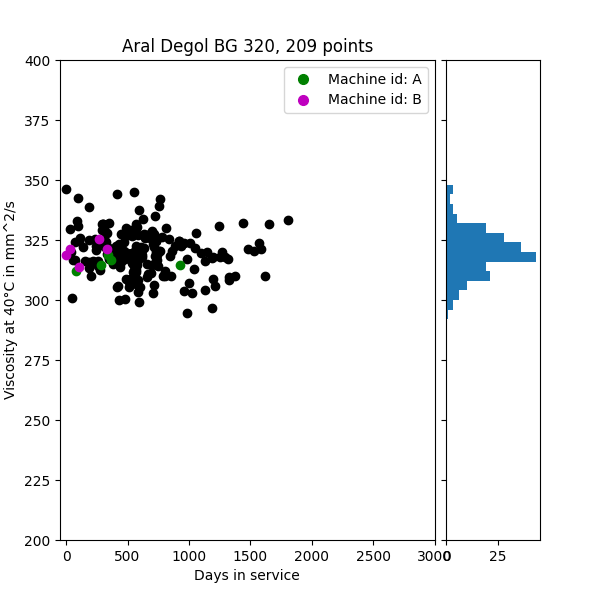 Aral Degol BG 320, 209 points
Machine id: A
Machine id: B
400
375
350
325
300
275
250
225
200
Viscosity at 40°C in mm^2/s
0 500 1000 1500 2000 2500 3000
0 25
Days in service